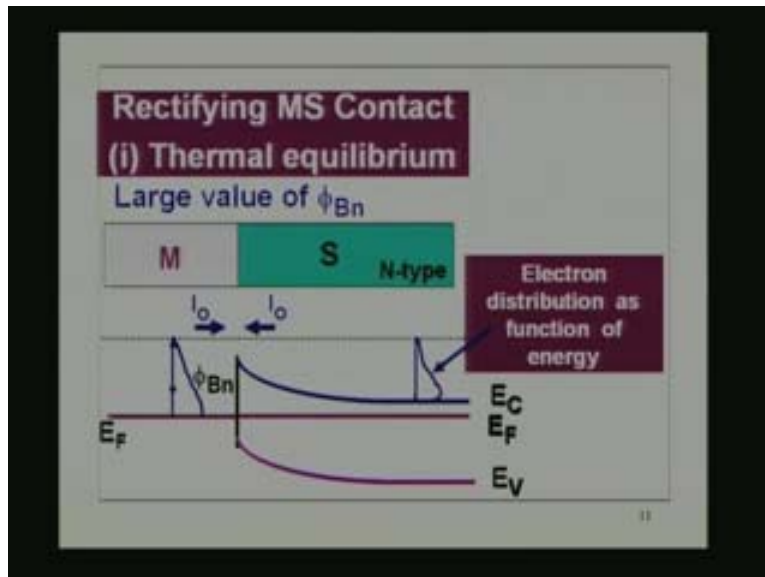 Rectifying MS Contact
(i) Thermal equilibrium
Large value of ϕBn
M
S
N-type
Electron
distribution as
function of
energy
Io
Io
ϕBn
EC
EF
EF
EV